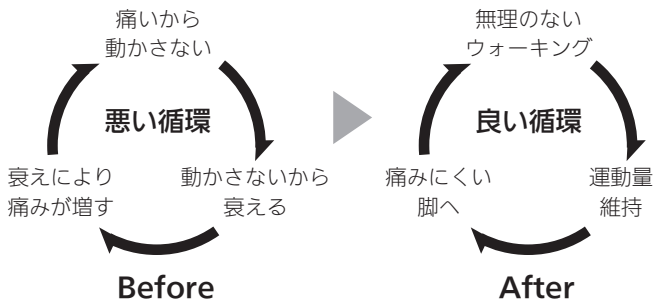 痛いから
動かさない
悪い循環
衰えにより
痛みが増す
動かさないから
衰える
Before
無理のない
ウォーキング
良い循環
痛みにくい
脚へ
運動量
維持
After